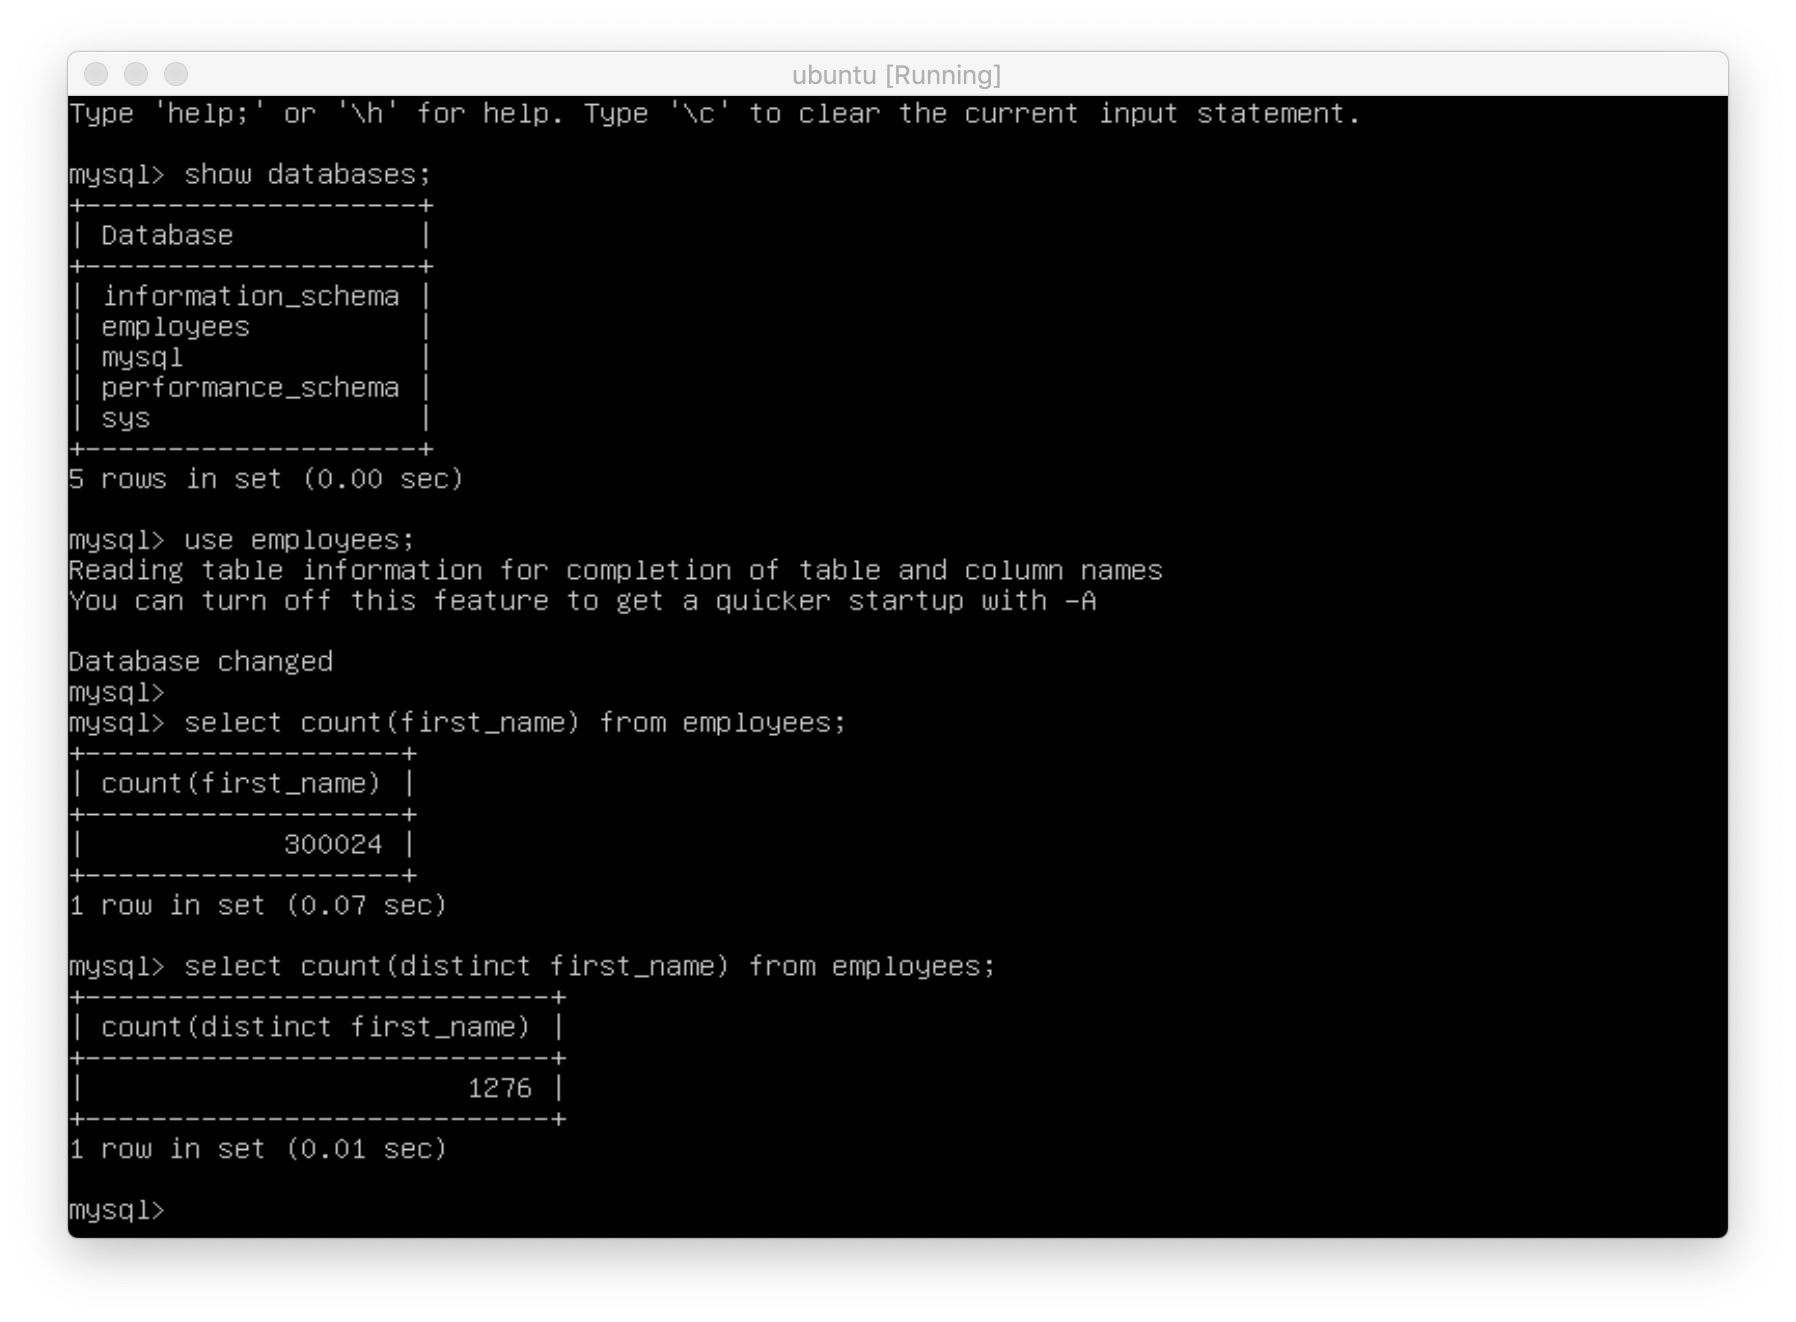 ubuntu [Running]
Type 'help;' or '\h' for help. Type '\c' to clear the current input statement.
mysql> show databases;
+--------------------+
| Database           |
+--------------------+
| information_schema |
| employees          |
| mysql              |
| performance_schema |
| sys                |
+--------------------+
5 rows in set (0.00 sec)
mysql> use employees;
Reading table information for completion of table and column names
You can turn off this feature to get a quicker startup with -A
Database changed
mysql>
mysql> select count(first_name) from employees;
+-------------------+
| count(first_name) |
+-------------------+
|            300024 |
+-------------------+
1 row in set (0.07 sec)
mysql> select count(distinct first_name) from employees;
+----------------------------+
| count(distinct first_name) |
+----------------------------+
|                       1276 |
+----------------------------+
1 row in set (0.01 sec)
mysql>